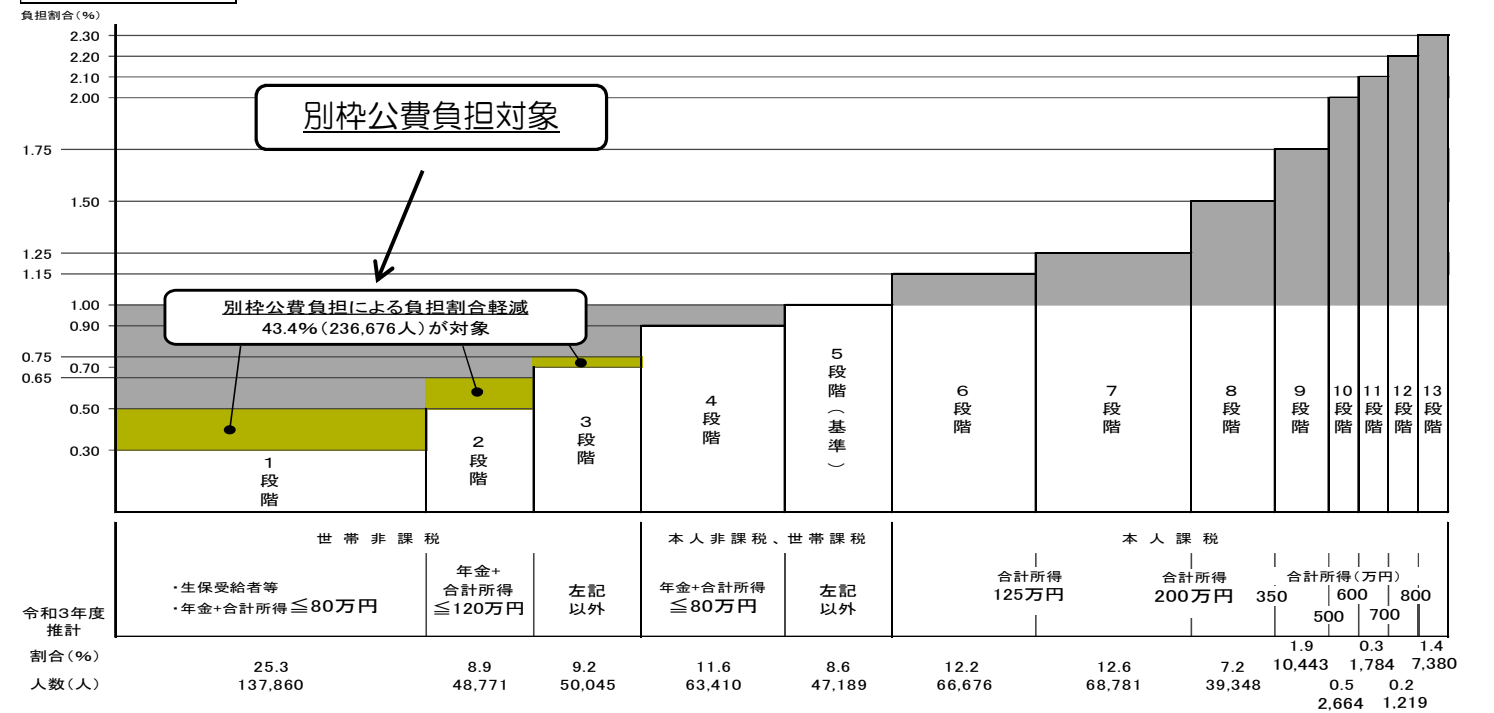 負担割合(%)
2.30
2.20
2.10
2.00
1.75
1.50
1.25
1.15
1.00
0.90
0.75
0.70
0.65
0.50
0.30
別枠公費負担対象
別枠公費負担による負担割合軽減
43.4%(236,676人)が対象
1段階
2段階
3段階
4段階
5段階(基準)
6段階
7段階
8段階
9段階
10段階
11段階
12段階
13段階
世帯非課税
本人非課税、世帯課税
本人課税
・生保受給者等
・年金+合計所得≦80万円
年金+
合計所得
≦120万円
左記
以外
年金+合計所得
≦80万円
左記
以外
合計所得
125万円
合計所得
200万円
合計所得(万円)
350
500
600
700
800
令和3年度
推計
割合(%)
25.3 8.9 9.2 11.6 8.6 12.2 12.6 7.2 1.9 0.5 0.3 0.2 1.4
人数(人)
137,860 48,771 50,045 63,410 47,189 66,676 68,781 39,348 10,443 2,664 1,784 1,219 7,380